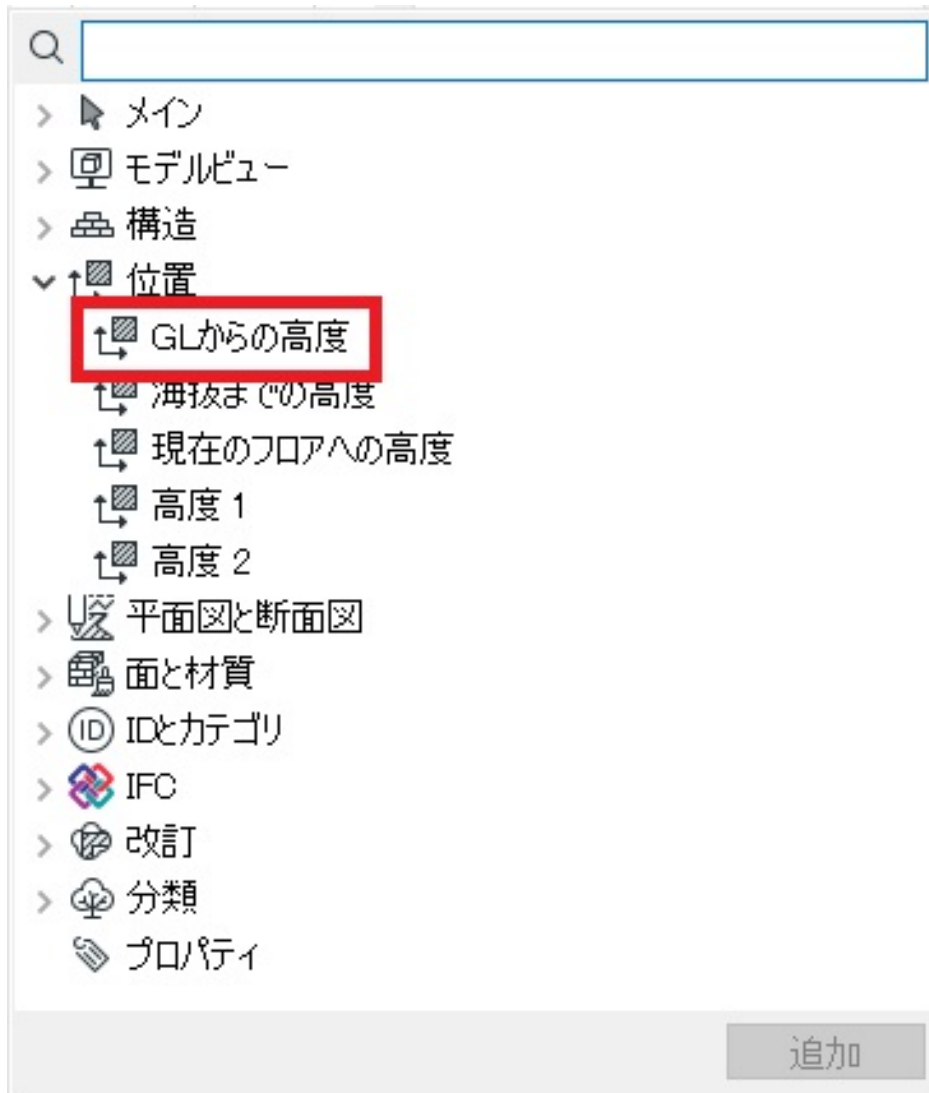 メイン
モデルビュー
構造
位置
GLからの高度
海抜までの高度
現在のフロアへの高度
高度 1
高度 2
平面図と断面図
面と材質
ID IDとカテゴリ
IFC
改訂
分類
プロパティ
追加